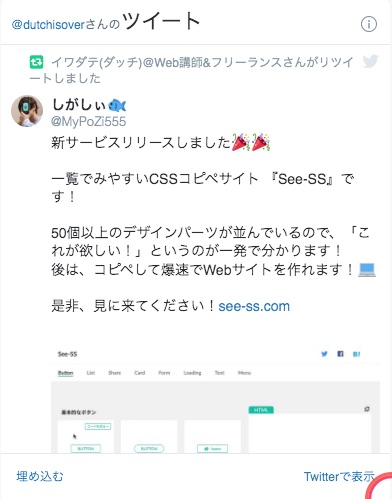 @dutchisoverさんのツイート
イワダテ(ダッチ)@Web講師&フリーランスさんがリツイ
ートしました
しがしぃ🐟
@MyPoZi555
新サービスリリースしました🎉🎉
一覧でみやすいCSSコピペサイト 『See-SS』で
す！
50個以上のデザインパーツが並んでいるので、「こ
れが欲しい！」というのが一発で分かります！
後は、コピペして爆速でWebサイトを作れます！💻
是非、見に来てください！see-ss.com
See-SS
Button List Share Card Form Loading Text Menu
基本的なボタン
HTML
BUTTON BUTTON
埋め込む Twitterで表示